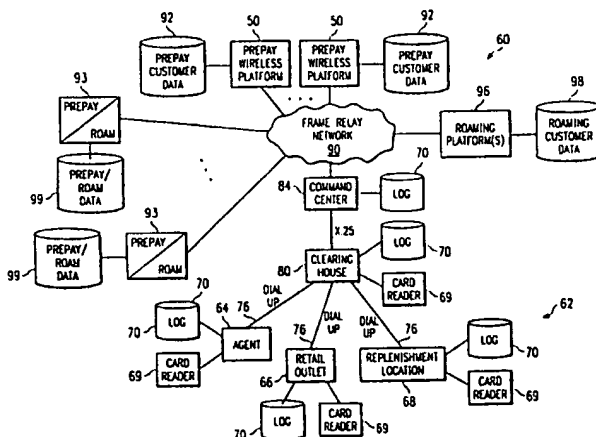 92
50
50
92
60
PREPAY
CUSTOMER
DATA
PREPAY
WIRELESS
PLATFORM
PREPAY
WIRELESS
PLATFORM
PREPAY
CUSTOMER
DATA
93
PREPAY
ROAM
96
98
FRAME RELAY
NETWORK
90
ROAMING
PLATFORM(S)
ROAMING
CUSTOMER
DATA
99
PREPAY/
ROAM DATA
84
COMMAND
CENTER
70
LOG
93
X.25
99
PREPAY/
ROAM DATA
PREPAY
ROAM
LOG
70
80
CLEARING
HOUSE
CARD
READER
69
62
70
64
76
DIAL
UP
70
LOG
AGENT
DIAL
UP
76
DIAL
UP
76
LOG
70
69
CARD
READER
RETAIL
OUTLET
66
REPLENISHMENT
LOCATION
68
CARD
READER
69
LOG
70
CARD
READER
69